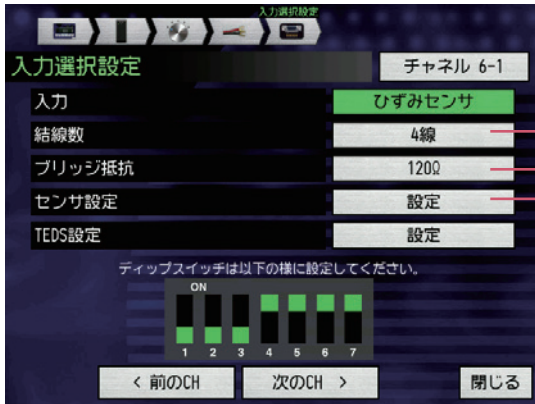 入力選択設定
入力選択設定
チャネル 6-1
入力
ひずみセンサ
結線数
4線
ブリッジ抵抗
120Ω
センサ設定
設定
TEDS設定
設定
ディップスイッチは以下の様に設定してください。
ON
1 2 3 4 5 6 7
< 前のCH
次のCH >
閉じる